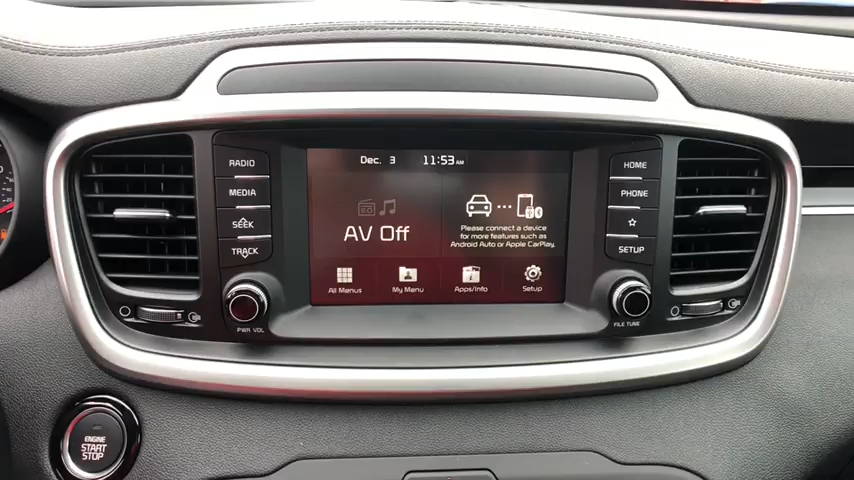 RADIO
MEDIA
SEEK
TRACK
PWR VOL
Dec. 3 11:53 AM
AV Off
Please connect a device
for more features such as
Android Auto or Apple CarPlay.
All Menus
My Menu
Apps/Info
Setup
HOME
PHONE
SETUP
FILE TUNE
ENGINE
START
STOP